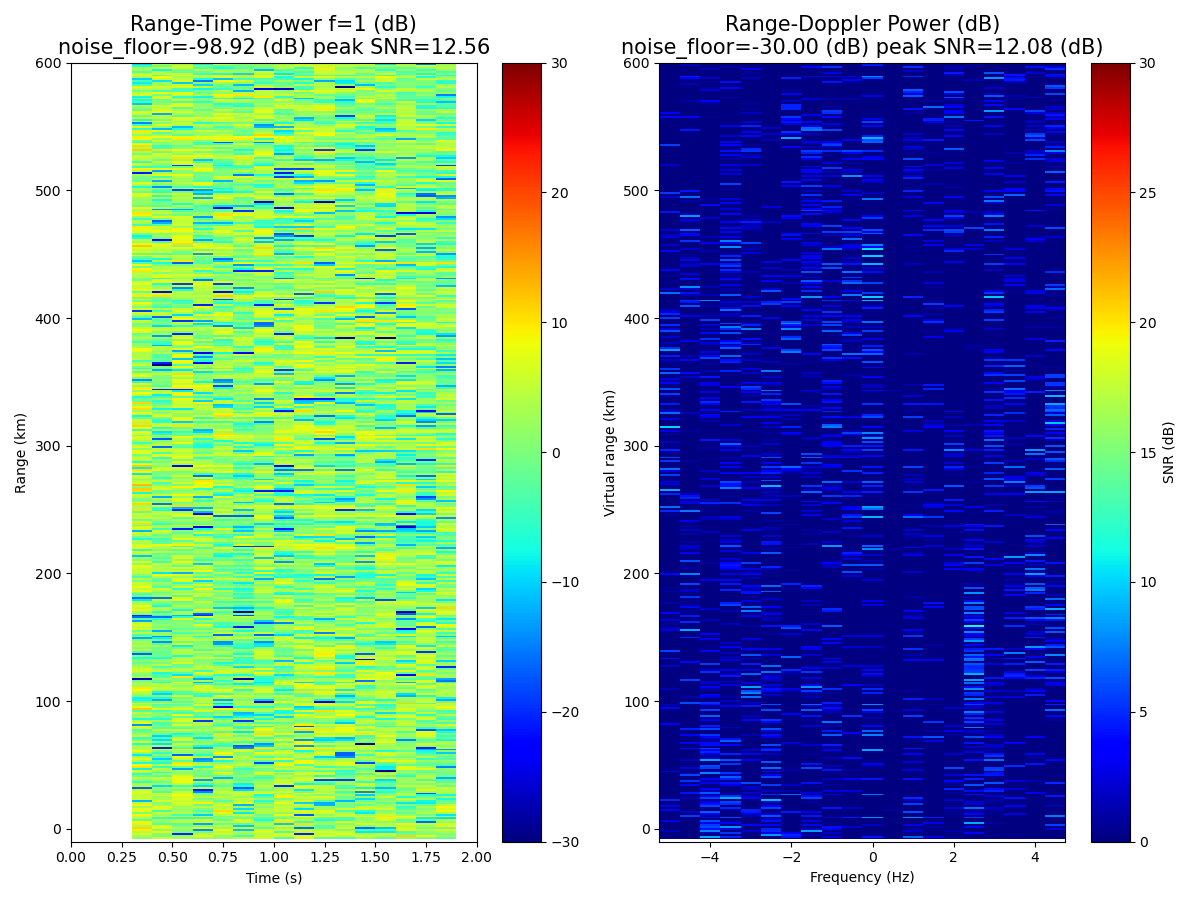 Range-Time Power f=1 (dB)
noise_floor=-98.92 (dB) peak SNR=12.56
Range-Doppler Power (dB)
noise_floor=-30.00 (dB) peak SNR=12.08 (dB)
600
500
400
300
200
100
0
Range (km)
0.00 0.25 0.50 0.75 1.00 1.25 1.50 1.75 2.00
Time (s)
30
20
10
0
−10
−20
−30
600
500
400
300
200
100
0
Virtual range (km)
−4 −2 0 2 4
Frequency (Hz)
30
25
20
15
10
5
0
SNR (dB)